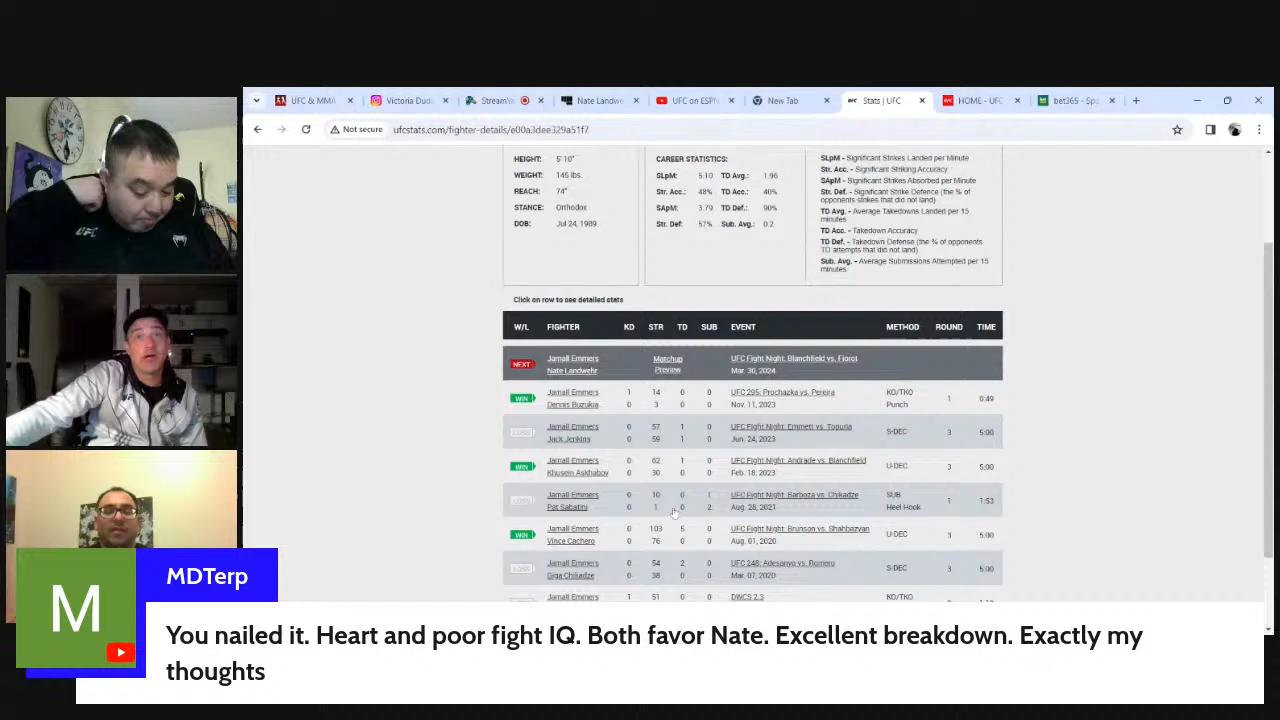 UFC & MMA
Victoria Dud
StreamYa
Nate Landwe
UFC on ESPN
New Tab
Stats | UFC
HOME - UFC
bet365 - Spo
Not secure
ufcstats.com/fighter-details/e00a3dee329a51f7
HEIGHT: 5' 10"
WEIGHT: 145 lbs.
REACH: 74"
STANCE: Orthodox
DOB: Jul 24, 1989
CAREER STATISTICS:
SLpM: 5.10 TD Avg.: 1.96
Str. Acc.: 48% TD Acc.: 40%
SApM: 3.79 TD Def.: 90%
Str. Def: 57% Sub. Avg.: 0.2
SLpM - Significant Strikes Landed per Minute
Str. Acc. - Significant Striking Accuracy
SApM - Significant Strikes Absorbed per Minute
Str. Def. - Significant Strike Defence (the % of
opponents strikes that did not land)
TD Avg. - Average Takedowns Landed per 15
minutes
TD Acc. - Takedown Accuracy
TD Def. - Takedown Defense (the % of opponents
TD attempts that did not land)
Sub. Avg. - Average Submissions Attempted per 15
minutes
Click on row to see detailed stats
W/L FIGHTER KD STR TD SUB EVENT METHOD ROUND TIME
NEXT Jamall Emmers Matchup UFC Fight Night: Blanchfield vs. Fiorot
Nate Landwehr Preview Mar. 30, 2024
WIN Jamall Emmers 1 14 0 0 UFC 295: Prochazka vs. Pereira KO/TKO 1 0:49
Dennis Buzukja 0 3 0 0 Nov. 11, 2023 Punch
LOSS Jamall Emmers 0 57 1 0 UFC Fight Night: Emmett vs. Topuria S-DEC 3 5:00
Jack Jenkins 0 59 1 0 Jun. 24, 2023
WIN Jamall Emmers 0 62 1 0 UFC Fight Night: Andrade vs. Blanchfield U-DEC 3 5:00
Khusein Askhabov 0 30 0 0 Feb. 18, 2023
LOSS Jamall Emmers 0 10 0 1 UFC Fight Night: Barboza vs. Chikadze SUB 1 1:53
Pat Sabatini 0 1 0 2 Aug. 28, 2021 Heel Hook
WIN Jamall Emmers 0 103 5 0 UFC Fight Night: Brunson vs. Shahbazyan U-DEC 3 5:00
Vince Cachero 0 76 0 0 Aug. 01, 2020
LOSS Jamall Emmers 0 54 2 0 UFC 248: Adesanya vs. Romero S-DEC 3 5:00
Giga Chikadze 0 38 0 0 Mar. 07, 2020
Jamall Emmers 1 51 0 0 DWCS 2.3 KO/TKO
UFC
M
MDTerp
You nailed it. Heart and poor fight IQ. Both favor Nate. Excellent breakdown. Exactly my
thoughts